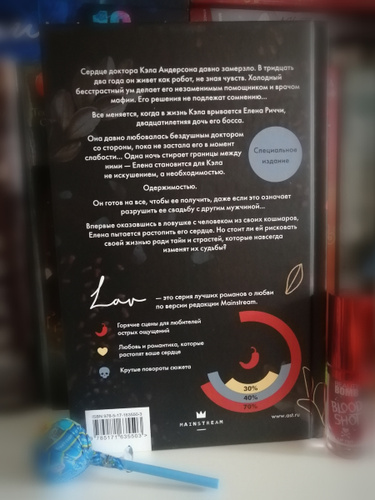 Сердце доктора Кэла Андерсона давно замерзло. В тридцать
два года он живет как робот, не зная чувств. Холодный
бесстрастный ум делает его незаменимым помощником и врачом
мафии. Его решения не подлежат сомнению...
Все меняется, когда в жизнь Кэла врывается Елена Риччи,
двадцатилетняя дочь его босса.
Она давно любовалась бездушным доктором
со стороны, пока не застала его в момент
слабости... Одна ночь стирает границы между
ними — Елена становится для Кэла
не искушением, а необходимостью.
Одержимостью.
Специальное
издание
Он готов на все, чтобы ее получить, даже если это означает
разрушить ее свадьбу с другим мужчиной...
Впервые оказавшись в ловушке с человеком из своих кошмаров,
Елена пытается растопить его сердце. Но стоит ли ей рисковать
своей жизнью ради тайн и страстей, которые навсегда
изменят их судьбу?
Lav
— это серия лучших романов о любви
по версии редакции Mainstream.
Горячие сцены для любителей
острых ощущений
Любовь и романтика, которые
растопят ваше сердце
Крутые повороты сюжета
30%
40%
70%
MAINSTREAM
www.ast.ru
BLOOD
SHOT